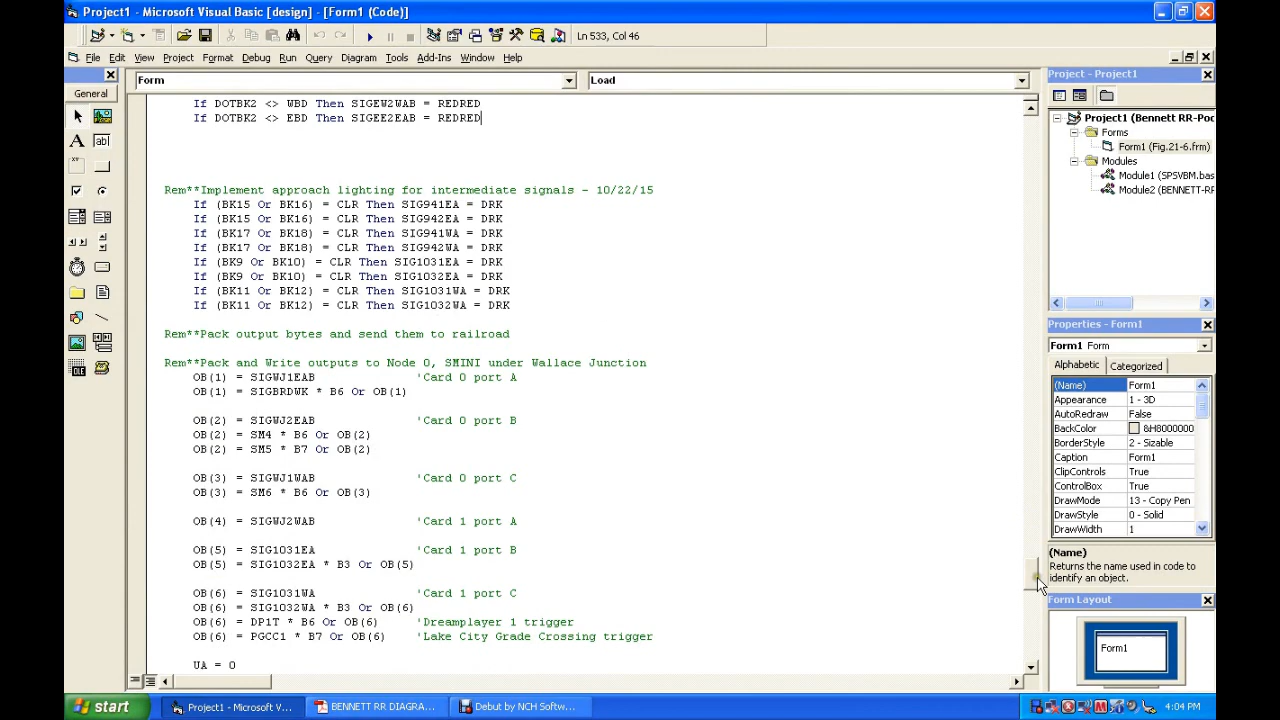 Project1 - Microsoft Visual Basic [design] - [Form1 (Code)]
Ln 533, Col 46
File Edit View Project Format Debug Run Query Diagram Tools Add-Ins Window Help
General
Form
Load
If DOTBK2 <> WBD Then SIGEW2WAB = REDRED
If DOTBK2 <> EBD Then SIGEE2EAB = REDRED
Rem**Implement approach lighting for intermediate signals - 10/22/15
If (BK15 Or BK16) = CLR Then SIG941EA = DRK
If (BK15 Or BK16) = CLR Then SIG942EA = DRK
If (BK17 Or BK18) = CLR Then SIG941WA = DRK
If (BK17 Or BK18) = CLR Then SIG942WA = DRK
If (BK9 Or BK10) = CLR Then SIG1031EA = DRK
If (BK9 Or BK10) = CLR Then SIG1032EA = DRK
If (BK11 Or BK12) = CLR Then SIG1031WA = DRK
If (BK11 Or BK12) = CLR Then SIG1032WA = DRK
Rem**Pack output bytes and send them to railroad
Rem**Pack and Write outputs to Node 0, SMINI under Wallace Junction
OB(1) = SIGWJ1EAB 'Card 0 port A
OB(1) = SIGBRDWK * B6 Or OB(1)
OB(2) = SIGWJ2EAB 'Card 0 port B
OB(2) = SM4 * B6 Or OB(2)
OB(2) = SM5 * B7 Or OB(2)
OB(3) = SIGWJ1WAB 'Card 0 port C
OB(3) = SM6 * B6 Or OB(3)
OB(4) = SIGWJ2WAB 'Card 1 port A
OB(5) = SIG1031EA 'Card 1 port B
OB(5) = SIG1032EA * B3 Or OB(5)
OB(6) = SIG1031WA 'Card 1 port C
OB(6) = SIG1032WA * B3 Or OB(6)
OB(6) = DP1T * B6 Or OB(6) 'Dreamplayer 1 trigger
OB(6) = PGCC1 * B7 Or OB(6) 'Lake City Grade Crossing trigger
UA = 0
Project - Project1
Project1 (Bennett RR-Poc
Forms
Form1 (Fig.21-6.frm)
Modules
Module1 (SPSVBM.bas
Module2 (BENNETT-RR
Properties - Form1
Form1 Form
Alphabetic Categorized
(Name) Form1
Appearance 1 - 3D
AutoRedraw False
BackColor &H8000000
BorderStyle 2 - Sizable
Caption Form1
ClipControls True
ControlBox True
DrawMode 13 - Copy Pen
DrawStyle 0 - Solid
DrawWidth 1
(Name)
Returns the name used in code to
identify an object.
Form Layout
Form1
start
Project1 - Microsoft V...
BENNETT RR DIAGRA...
Debut by NCH Softw...
4:04 PM